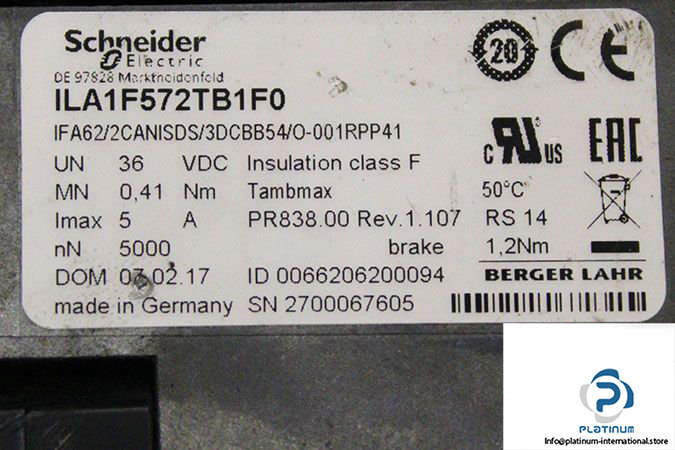 Schneider
Electric
DE 97828 Marktheidenfeld
ILA1F572TB1F0
IFA62/2CANISDS/3DCBB54/O-001RPP41
UN 36 VDC Insulation class F
MN 0,41 Nm Tambmax 50°C
Imax 5 A PR838.00 Rev.1.107 RS 14
nN 5000 brake 1,2Nm
DOM 07.02.17 ID 0066206200094
made in Germany SN 2700067605
20
CE
c RU US
EAC
BERGER LAHR
P
PLATINUM
Info@platinum-international.store